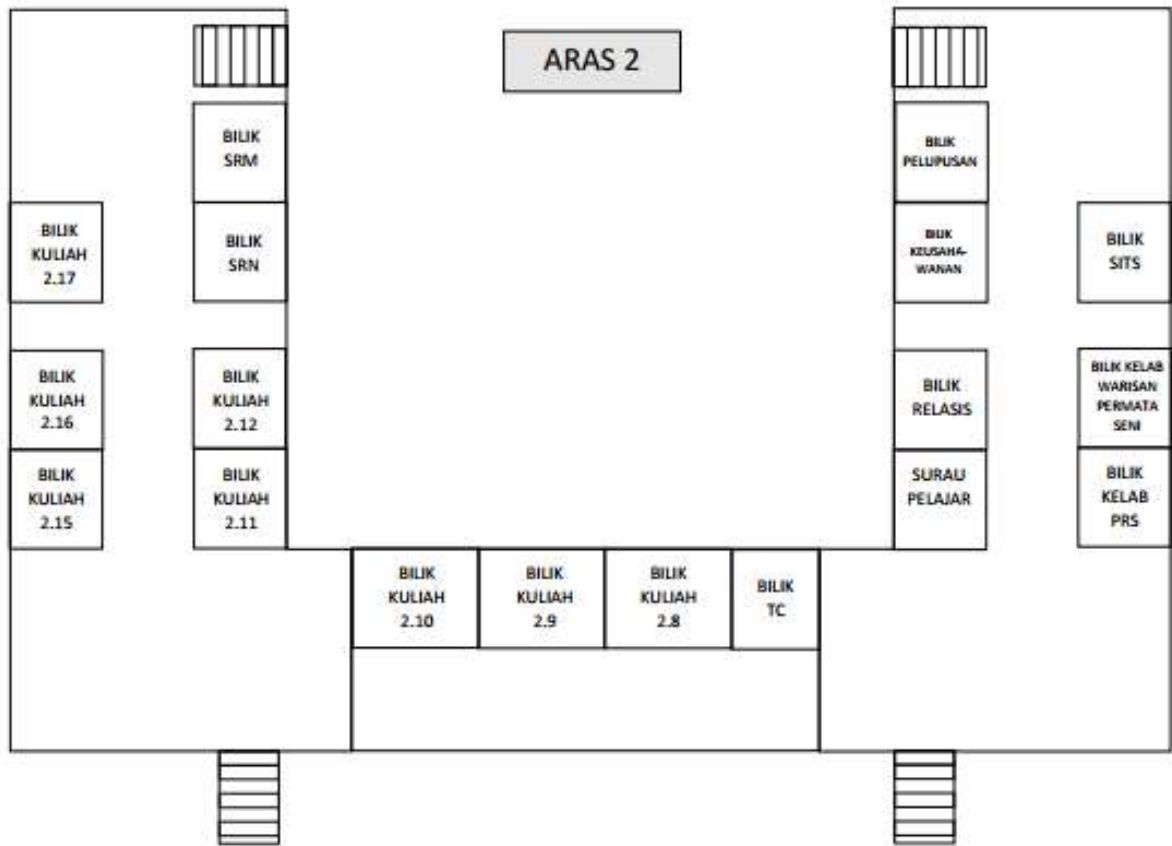 ARAS 2
BILIK
SRM
BILIK
PELUPUSAN
BILIK
KULIAH
2.17
BILIK
SRN
BILIK
KEUSAHA-
WANAN
BILIK
SITS
BILIK
KULIAH
2.16
BILIK
KULIAH
2.12
BILIK
RELASIS
BILIK KELAB
WARISAN
PERMATA
SENI
BILIK
KULIAH
2.15
BILIK
KULIAH
2.11
SURAU
PELAJAR
BILIK
KELAB
PRS
BILIK
KULIAH
2.10
BILIK
KULIAH
2.9
BILIK
KULIAH
2.8
BILIK
TC